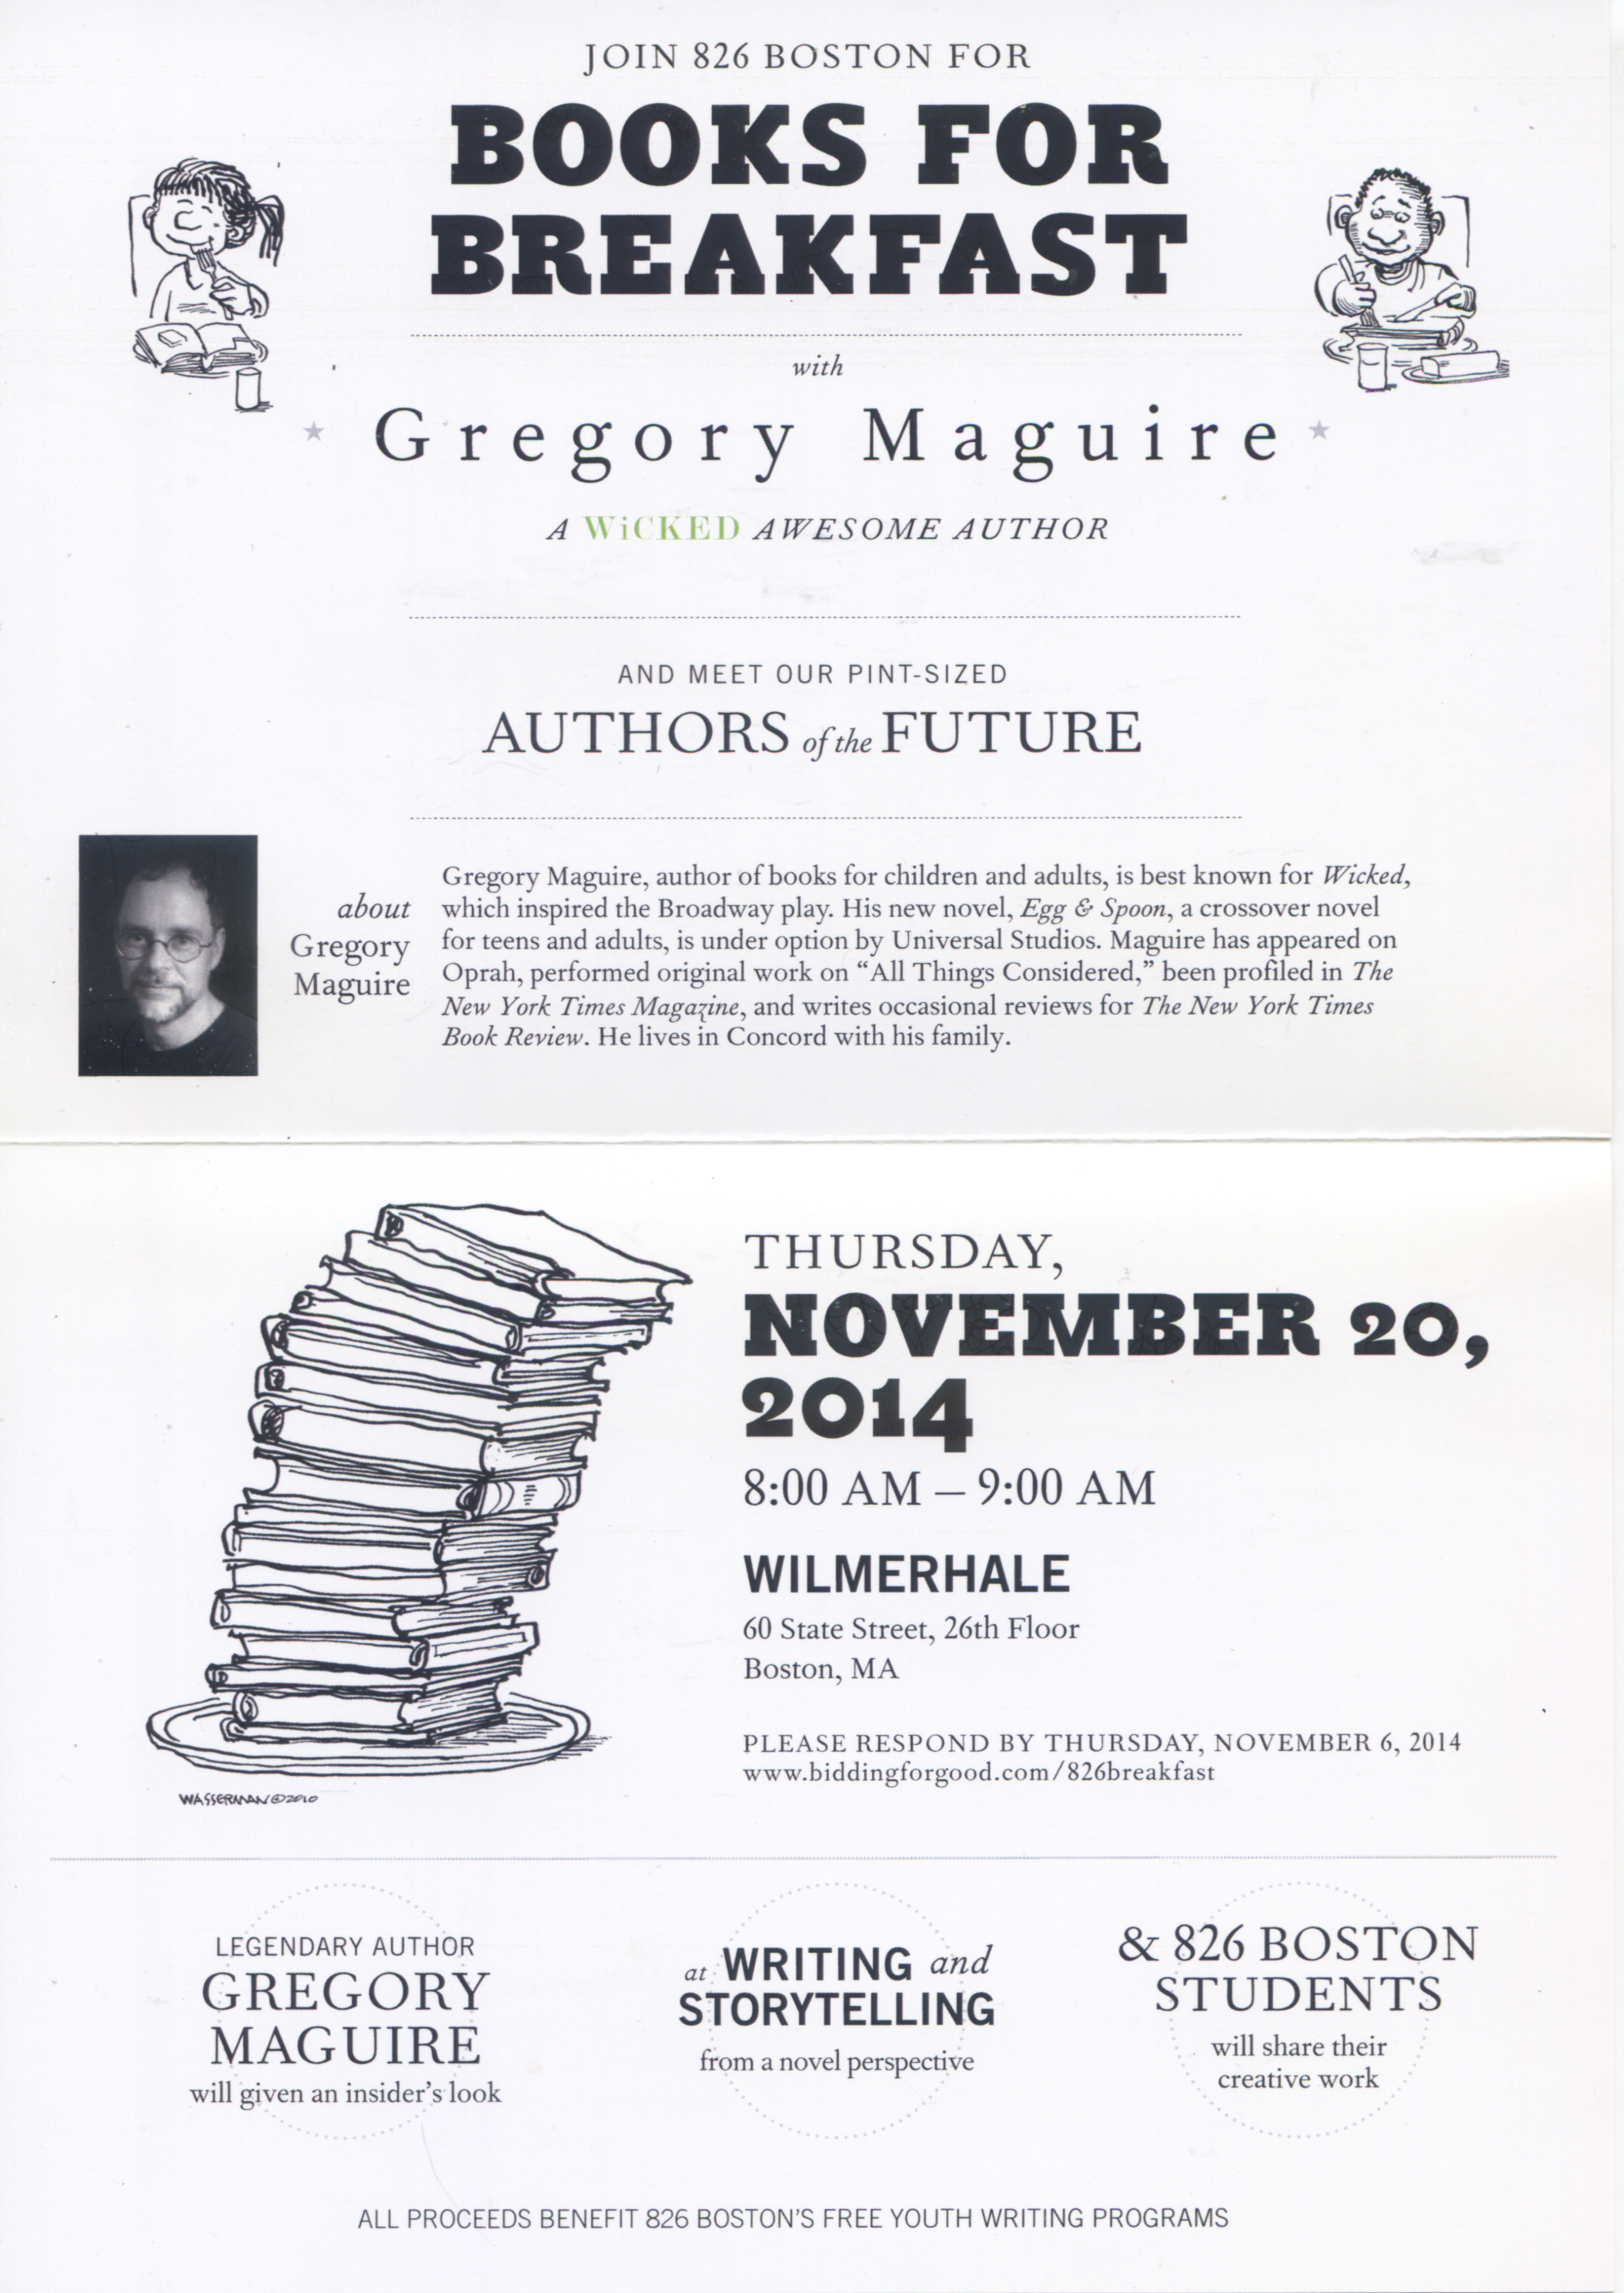 JOIN 826 BOSTON FOR
BOOKS FOR
BREAKFAST
with
Gregory Maguire
A WiCKED AWESOME AUTHOR
AND MEET OUR PINT-SIZED
AUTHORS of the FUTURE
about
Gregory
Maguire
Gregory Maguire, author of books for children and adults, is best known for Wicked,
which inspired the Broadway play. His new novel, Egg & Spoon, a crossover novel
for teens and adults, is under option by Universal Studios. Maguire has appeared on
Oprah, performed original work on “All Things Considered,” been profiled in The
New York Times Magazine, and writes occasional reviews for The New York Times
Book Review. He lives in Concord with his family.
THURSDAY,
NOVEMBER 20,
2014
8:00 AM – 9:00 AM
WILMERHALE
60 State Street, 26th Floor
Boston, MA
PLEASE RESPOND BY THURSDAY, NOVEMBER 6, 2014
www.biddingforgood.com/826breakfast
WASSERMAN©2010
LEGENDARY AUTHOR
GREGORY
MAGUIRE
will given an insider’s look
at WRITING and
STORYTELLING
from a novel perspective
& 826 BOSTON
STUDENTS
will share their
creative work
ALL PROCEEDS BENEFIT 826 BOSTON’S FREE YOUTH WRITING PROGRAMS